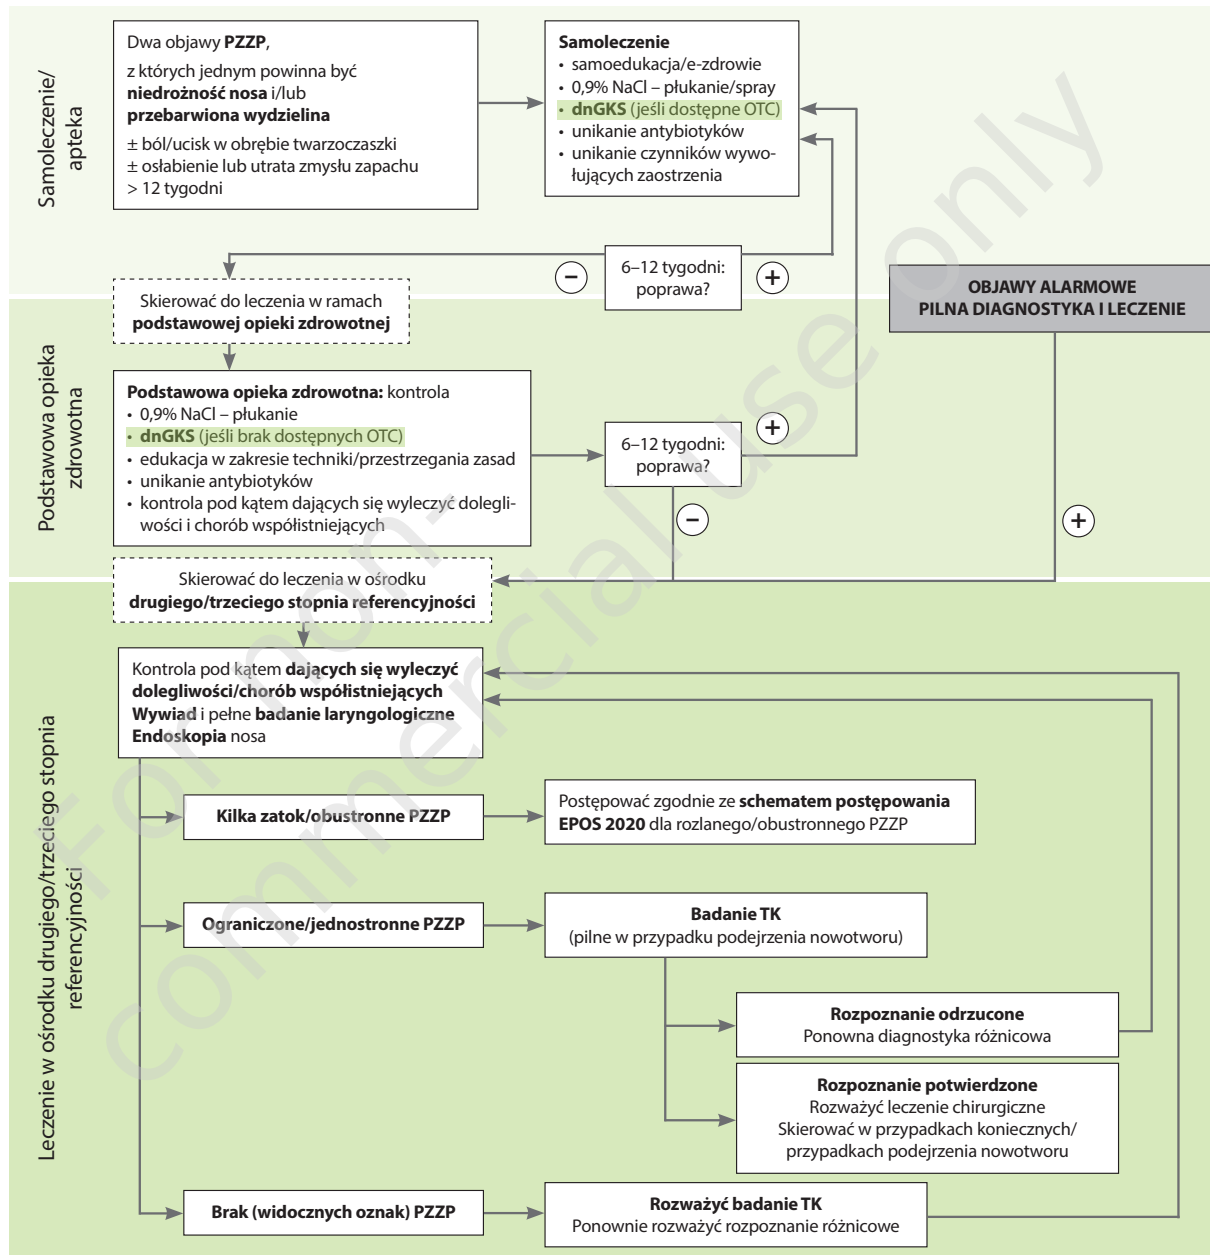 Samoleczenie/
apteka
Dwa objawy PZZP,
z których jednym powinna być
niedrożność nosa i/lub
przebarwiona wydzielina
± ból/ucisk w obrębie twarzoczaszki
± osłabienie lub utrata zmysłu zapachu
> 12 tygodni
Samoleczenie
• samoedukacja/e-zdrowie
• 0,9% NaCl – płukanie/spray
• dnGKS (jeśli dostępne OTC)
• unikanie antybiotyków
• unikanie czynników wywo-
łujących zaostrzenia
–
6–12 tygodni:
poprawa?
+
OBJAWY ALARMOWE
PILNA DIAGNOSTYKA I LECZENIE
Skierować do leczenia w ramach
podstawowej opieki zdrowotnej
Podstawowa opieka
zdrowotna
Podstawowa opieka zdrowotna: kontrola
• 0,9% NaCl – płukanie
• dnGKS (jeśli brak dostępnych OTC)
• edukacja w zakresie techniki/przestrzegania zasad
• unikanie antybiotyków
• kontrola pod kątem dających się wyleczyć dolegli-
wości i chorób współistniejących
6–12 tygodni:
poprawa?
+
–
+
Skierować do leczenia w ośrodku
drugiego/trzeciego stopnia referencyjności
Leczenie w ośrodku drugiego/trzeciego stopnia
referencyjności
Kontrola pod kątem dających się wyleczyć
dolegliwości/chorób współistniejących
Wywiad i pełne badanie laryngologiczne
Endoskopia nosa
Kilka zatok/obustronne PZZP
Postępować zgodnie ze schematem postępowania
EPOS 2020 dla rozlanego/obustronnego PZZP
Ograniczone/jednostronne PZZP
Badanie TK
(pilne w przypadku podejrzenia nowotworu)
Rozpoznanie odrzucone
Ponowna diagnostyka różnicowa
Rozpoznanie potwierdzone
Rozważyć leczenie chirurgiczne
Skierować w przypadkach koniecznych/
przypadkach podejrzenia nowotworu
Brak (widocznych oznak) PZZP
Rozważyć badanie TK
Ponownie rozważyć rozpoznanie różnicowe
For non-
commercial use only